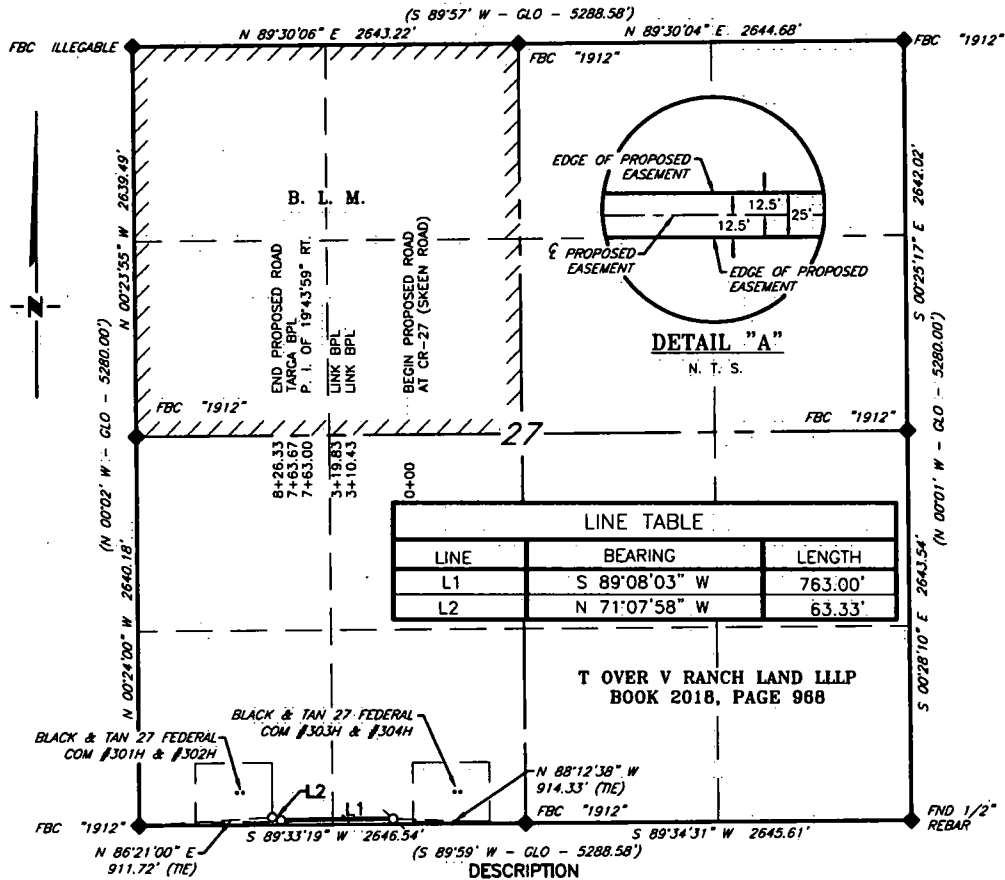 (S 89°57' W - GLO - 5288.58')
FBC ILLEGABLE
N 89°30'06" E 2643.22'
N 89°30'04" E 2644.68'
FBC "1912"
FBC "1912"
N 00°23'55" W 2639.49'
B. L. M.
END PROPOSED ROAD
TARGA BPL
P. I. OF 19°43'59" RT.
LINK BPL
LINK BPL
BEGIN PROPOSED ROAD
AT CR-27 (SKEEN ROAD)
EDGE OF PROPOSED
EASEMENT
12.5'
25'
12.5'
℄ PROPOSED
EASEMENT
EDGE OF PROPOSED
EASEMENT
DETAIL "A"
N. T. S.
S 00°25'17" E 2642.02'
N
(N 00°02' W - GLO - 5280.00')
(N 00°01' W - GLO - 5280.00')
FBC "1912"
27
FBC "1912"
8+26.33
7+63.67
7+63.00
3+19.83
3+10.43
0+00
LINE TABLE
LINE BEARING LENGTH
L1 S 89°08'03" W 763.00'
L2 N 71°07'58" W 63.33'
N 00°24'00" W 2640.18'
S 00°28'10" E 2643.54'
T OVER V RANCH LAND LLLP
BOOK 2018, PAGE 988
BLACK & TAN 27 FEDERAL
COM #301H & #302H
BLACK & TAN 27 FEDERAL
COM #303H & #304H
L2
L1
N 88°12'38" W
914.33' (TIE)
FBC "1912"
S 89°33'19" W 2646.54'
FBC "1912"
S 89°34'31" W 2645.61'
FND 1/2"
REBAR
N 86°21'00" E
911.72' (TIE)
(S 89°59' W - GLO - 5288.58')
DESCRIPTION